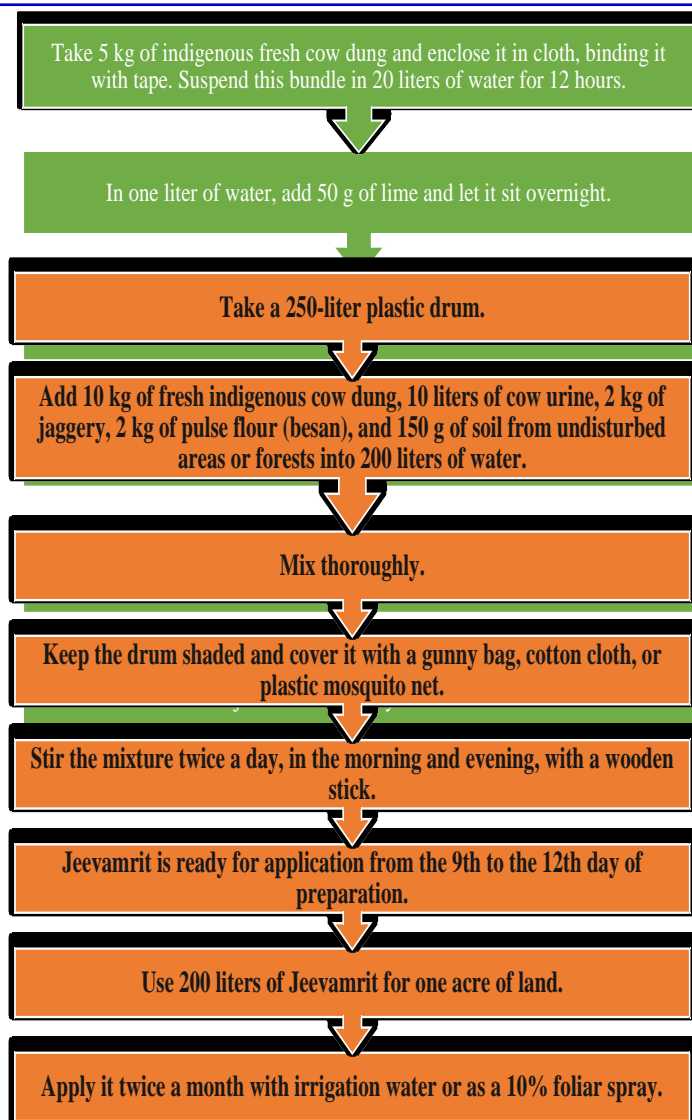 Take 5 kg of indigenous fresh cow dung and enclose it in cloth, binding it
with tape. Suspend this bundle in 20 liters of water for 12 hours.
In one liter of water, add 50 g of lime and let it sit overnight.
Take a 250-liter plastic drum.
Add 10 kg of fresh indigenous cow dung, 10 liters of cow urine, 2 kg of
jaggery, 2 kg of pulse flour (besan), and 150 g of soil from undisturbed
areas or forests into 200 liters of water.
Mix thoroughly.
Keep the drum shaded and cover it with a gunny bag, cotton cloth, or
plastic mosquito net.
Stir the mixture twice a day, in the morning and evening, with a wooden
stick.
Jeevamrit is ready for application from the 9th to the 12th day of
preparation.
Use 200 liters of Jeevamrit for one acre of land.
Apply it twice a month with irrigation water or as a 10% foliar spray.